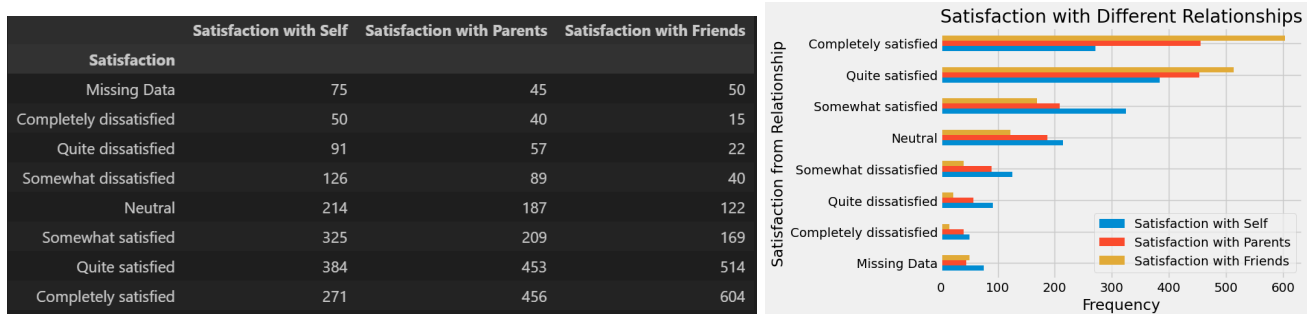 Satisfaction with Self Satisfaction with Parents Satisfaction with Friends
Satisfaction
Missing Data 75 45 50
Completely dissatisfied 50 40 15
Quite dissatisfied 91 57 22
Somewhat dissatisfied 126 89 40
Neutral 214 187 122
Somewhat satisfied 325 209 169
Quite satisfied 384 453 514
Completely satisfied 271 456 604
Satisfaction with Different Relationships
Satisfaction from Relationship
Completely satisfied
Quite satisfied
Somewhat satisfied
Neutral
Somewhat dissatisfied
Quite dissatisfied
Completely dissatisfied
Missing Data
Satisfaction with Self
Satisfaction with Parents
Satisfaction with Friends
0 100 200 300 400 500 600
Frequency